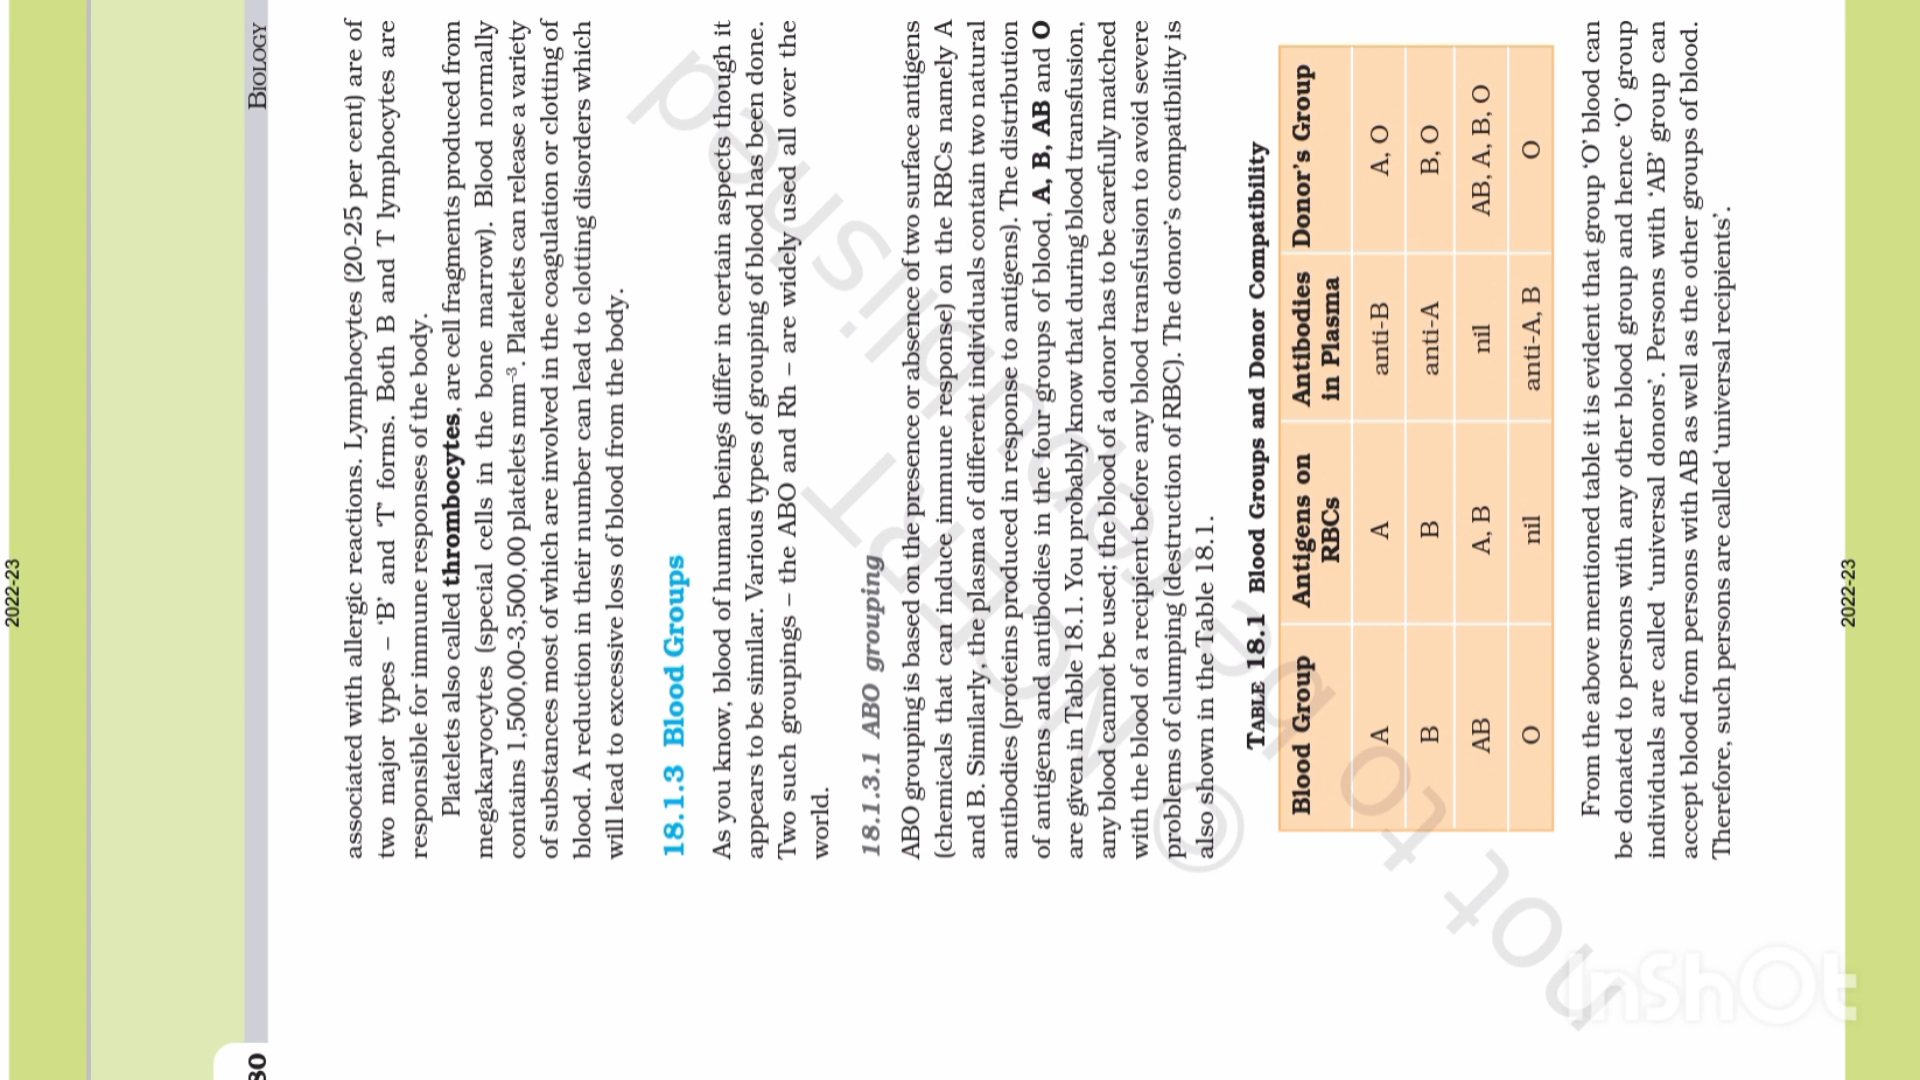 2022-23
80
BIOLOGY
associated with allergic reactions. Lymphocytes (20-25 per cent) are of
two major types – ‘B’ and ‘T’ forms. Both B and T lymphocytes are
responsible for immune responses of the body.
Platelets also called thrombocytes, are cell fragments produced from
megakaryocytes (special cells in the bone marrow). Blood normally
contains 1,500,00-3,500,00 platelets mm⁻³. Platelets can release a variety
of substances most of which are involved in the coagulation or clotting of
blood. A reduction in their number can lead to clotting disorders which
will lead to excessive loss of blood from the body.
18.1.3 Blood Groups
As you know, blood of human beings differ in certain aspects though it
appears to be similar. Various types of grouping of blood has been done.
Two such groupings – the ABO and Rh – are widely used all over the
world.
18.1.3.1 ABO grouping
ABO grouping is based on the presence or absence of two surface antigens
(chemicals that can induce immune response) on the RBCs namely A
and B. Similarly, the plasma of different individuals contain two natural
antibodies (proteins produced in response to antigens). The distribution
of antigens and antibodies in the four groups of blood, A, B, AB and O
are given in Table 18.1. You probably know that during blood transfusion,
any blood cannot be used; the blood of a donor has to be carefully matched
with the blood of a recipient before any blood transfusion to avoid severe
problems of clumping (destruction of RBC). The donor’s compatibility is
also shown in the Table 18.1.
TABLE 18.1 Blood Groups and Donor Compatibility
Blood Group Antigens on RBCs Antibodies in Plasma Donor’s Group
A A anti-B A, O
B B anti-A B, O
AB A, B nil AB, A, B, O
O nil anti-A, B O
From the above mentioned table it is evident that group ‘O’ blood can
be donated to persons with any other blood group and hence ‘O’ group
individuals are called ‘universal donors’. Persons with ‘AB’ group can
accept blood from persons with AB as well as the other groups of blood.
Therefore, such persons are called ‘universal recipients’.
2022-23
© NCERT
not to be republished
InShOt